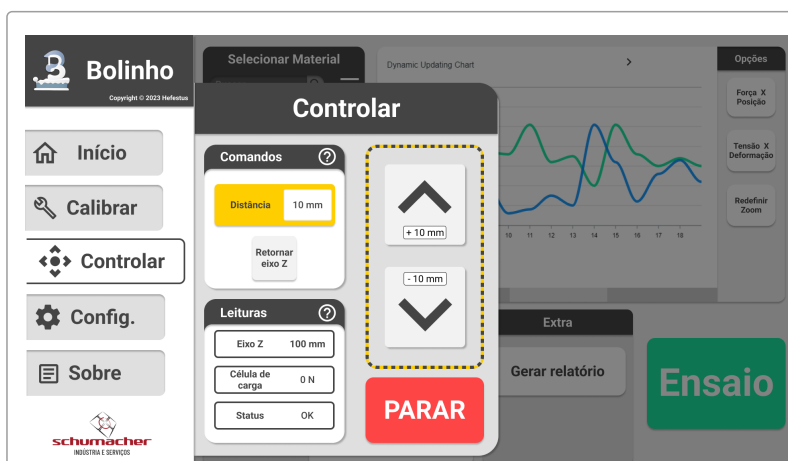 Bolinho
Copyright © 2023 Hefestus
Início
Calibrar
Controlar
Config.
Sobre
schumacher
INDÚSTRIA E SERVIÇOS
Selecionar Material
Controlar
Comandos ?
Distância 10 mm
Retornar
eixo Z
Leituras ?
Eixo Z 100 mm
Célula de
carga 0 N
Status OK
+ 10 mm
- 10 mm
PARAR
Dynamic Updating Chart
10 11 12 13 14 15 16 17 18
Opções
Força X
Posição
Tensão X
Deformação
Redefinir
Zoom
Extra
Gerar relatório
Ensaio